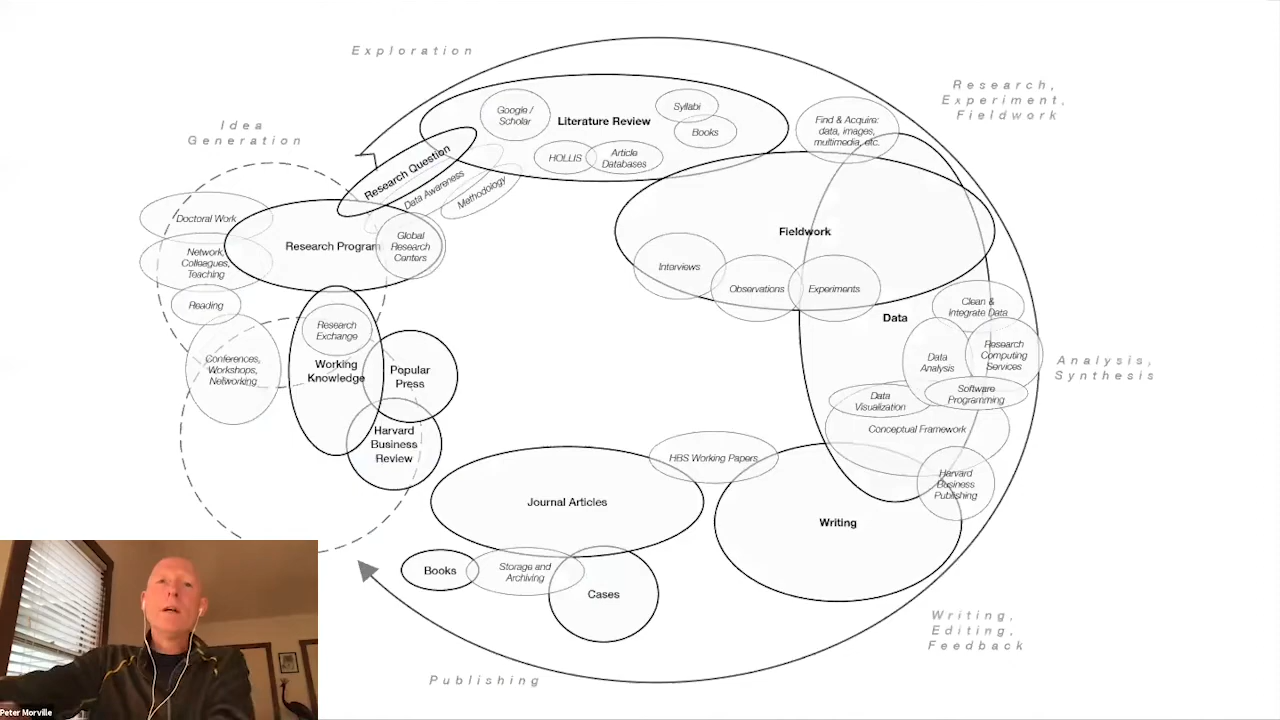 Exploration
Research,
Experiment,
Fieldwork
Idea
Generation
Google /
Scholar
Literature Review
Syllabi
Books
HOLLIS
Article
Databases
Find & Acquire:
data, images,
multimedia, etc.
Research Question
Data Awareness
Methodology
Doctoral Work
Network,
Colleagues,
Teaching
Reading
Conferences,
Workshops,
Networking
Research Program
Global
Research
Centers
Fieldwork
Interviews
Observations
Experiments
Research
Exchange
Working
Knowledge
Popular
Press
Harvard
Business
Review
Data
Clean &
Integrate Data
Data
Analysis
Research
Computing
Services
Software
Programming
Data
Visualization
Conceptual Framework
Analysis,
Synthesis
Harvard
Business
Publishing
HBS Working Papers
Journal Articles
Writing
Books
Storage and
Archiving
Cases
Writing,
Editing,
Feedback
Publishing
Peter Morville